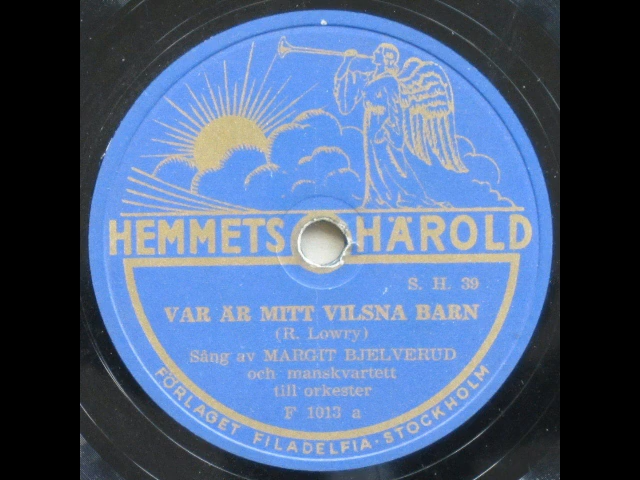 HEMMETS HÄROLD
S. H. 39
VAR ÄR MITT VILSNA BARN
(R. Lowry)
Sång av MARGIT BJELVERUD
och manskvartett
till orkester
F 1013 a
FÖRLAGET FILADELFIA · STOCKHOLM